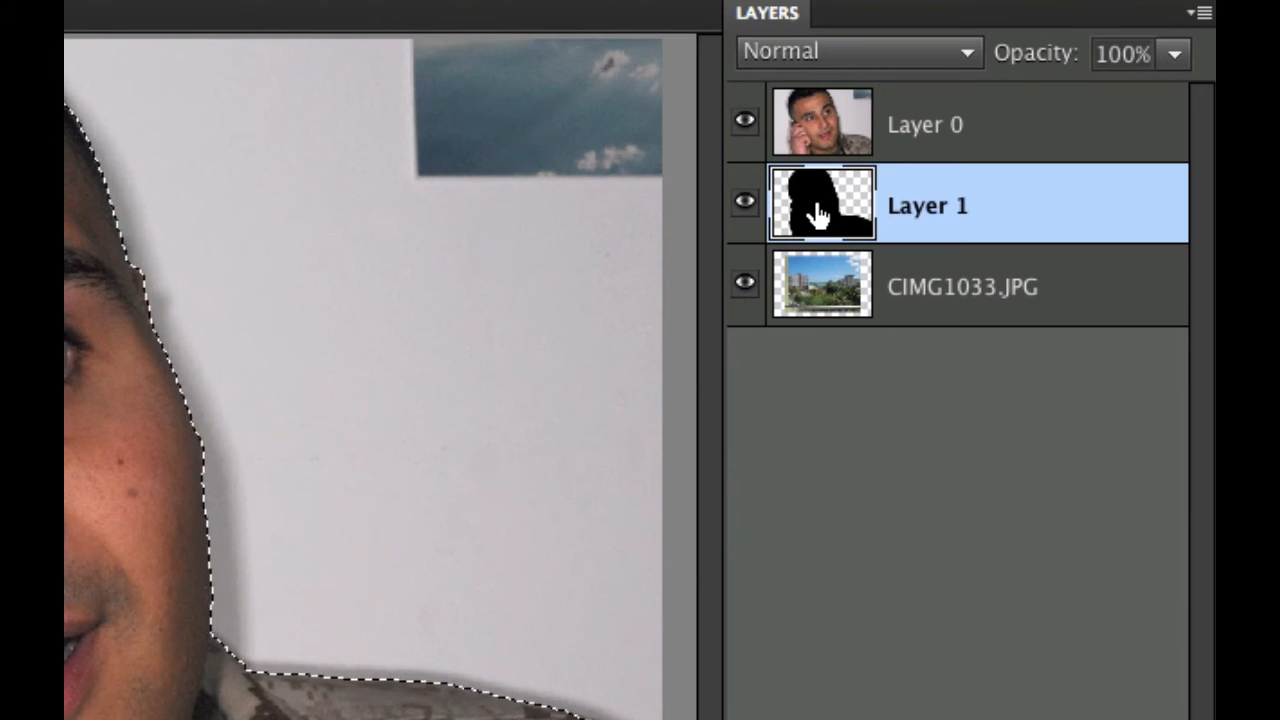 LAYERS
Normal Opacity: 100%
Layer 0
Layer 1
CIMG1033.JPG